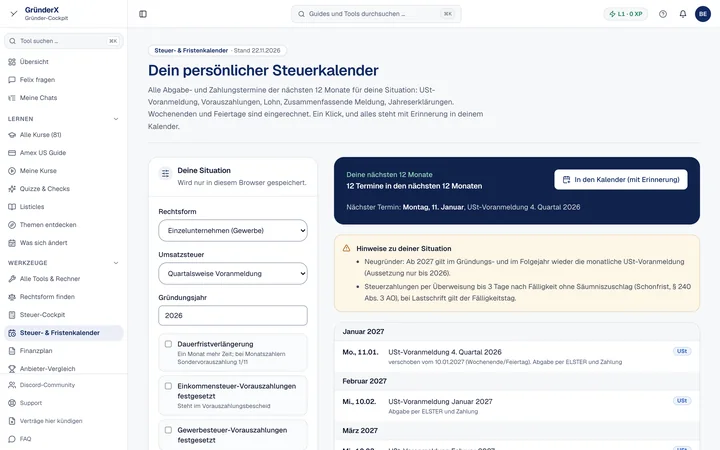 GründerX
Gründer-Cockpit
Guides und Tools durchsuchen ...
⌘K
L1 · 0 XP
BE
Tool suchen ...
⌘K
Übersicht
Felix fragen
Meine Chats
LERNEN
Alle Kurse (81)
Amex US Guide
Meine Kurse
Quizze & Checks
Listicles
Themen entdecken
Was sich ändert
WERKZEUGE
Alle Tools & Rechner
Rechtsform finden
Steuer-Cockpit
Steuer- & Fristenkalender
Finanzplan
Anbieter-Vergleich
Discord-Community
Support
Verträge hier kündigen
FAQ
Steuer- & Fristenkalender · Stand 22.11.2026
Dein persönlicher Steuerkalender
Alle Abgabe- und Zahlungstermine der nächsten 12 Monate für deine Situation: USt-
Voranmeldung, Vorauszahlungen, Lohn, Zusammenfassende Meldung, Jahreserklärungen.
Wochenenden und Feiertage sind eingerechnet. Ein Klick, und alles steht mit Erinnerung in deinem
Kalender.
Deine Situation
Wird nur in diesem Browser gespeichert.
Rechtsform
Einzelunternehmen (Gewerbe)
Umsatzsteuer
Quartalsweise Voranmeldung
Gründungsjahr
2026
Dauerfristverlängerung
Ein Monat mehr Zeit; bei Monatszahlern
Sondervorauszahlung 1/11
Einkommensteuer-Vorauszahlungen
festgesetzt
Steht im Vorauszahlungsbescheid
Gewerbesteuer-Vorauszahlungen
festgesetzt
Deine nächsten 12 Monate
12 Termine in den nächsten 12 Monaten
In den Kalender (mit Erinnerung)
Nächster Termin: Montag, 11. Januar, USt-Voranmeldung 4. Quartal 2026
Hinweise zu deiner Situation
• Neugründer: Ab 2027 gilt im Gründungs- und im Folgejahr wieder die monatliche USt-Voranmeldung
(Aussetzung nur bis 2026).
• Steuerzahlungen per Überweisung bis 3 Tage nach Fälligkeit ohne Säumniszuschlag (Schonfrist, § 240
Abs. 3 AO), bei Lastschrift gilt der Fälligkeitstag.
Januar 2027
Mo., 11.01.
USt-Voranmeldung 4. Quartal 2026
USt
verschoben vom 10.01.2027 (Wochenende/Feiertag). Abgabe per ELSTER und Zahlung
Februar 2027
Mi., 10.02.
USt-Voranmeldung Januar 2027
USt
Abgabe per ELSTER und Zahlung
März 2027